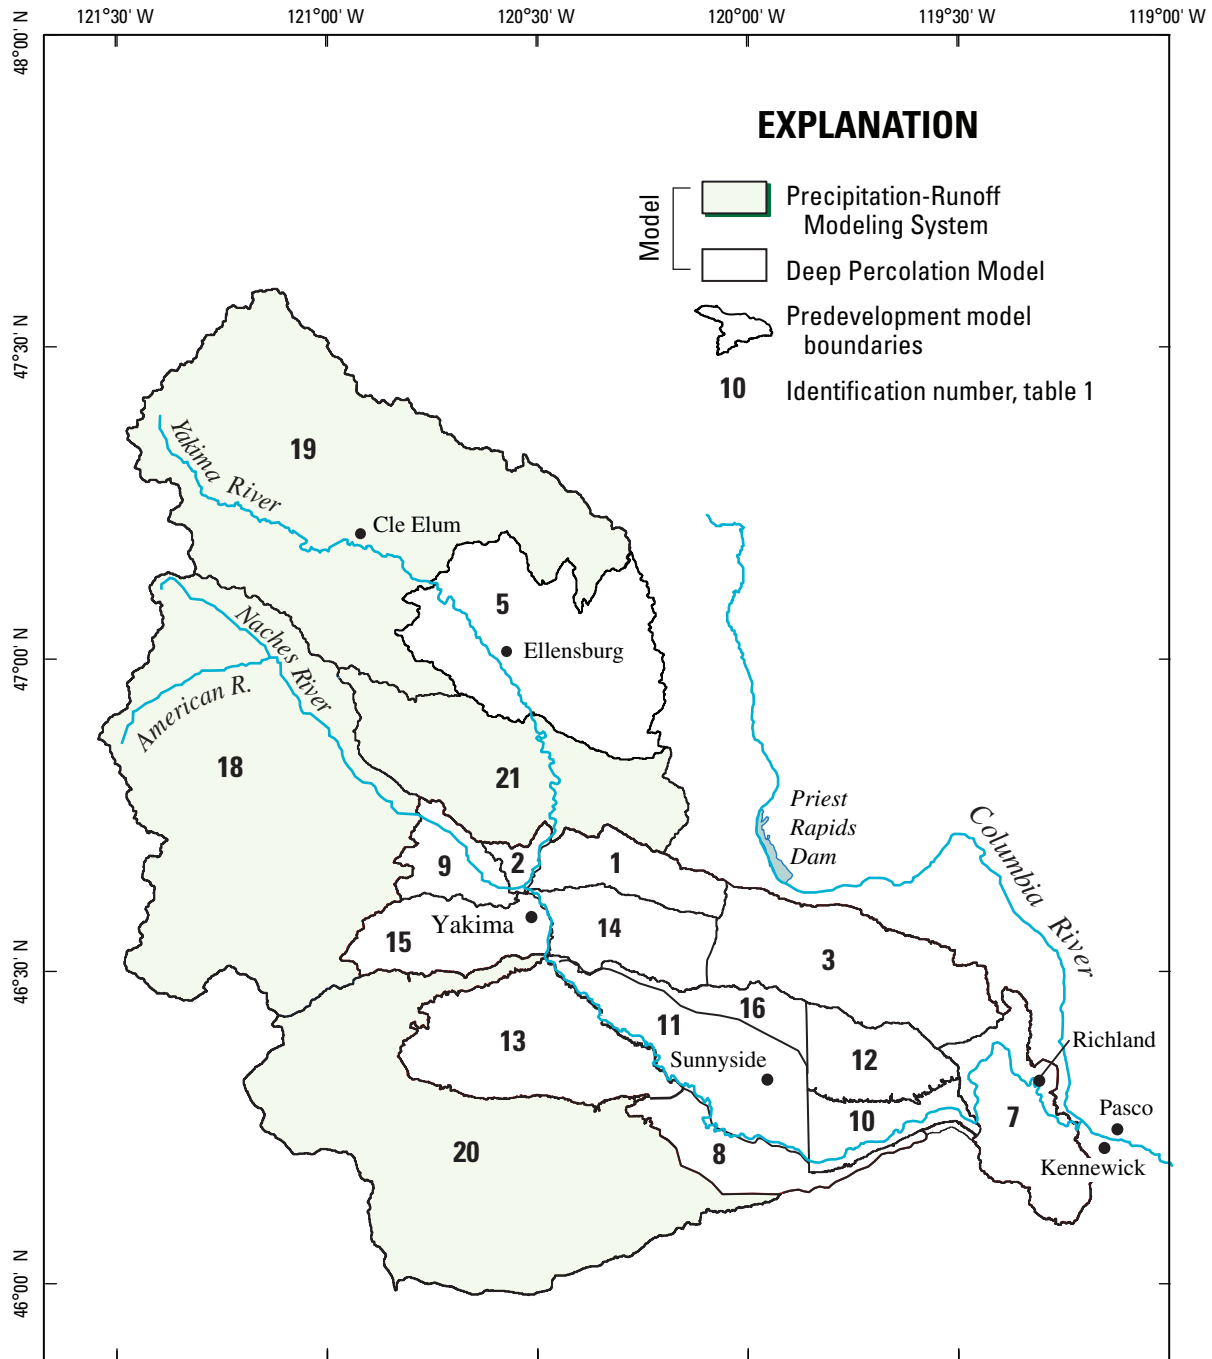 121°30' W
121°00' W
120°30' W
120°00' W
119°30' W
119°00' W
48°00' N
47°30' N
47°00' N
46°30' N
46°00' N
EXPLANATION
Model
Precipitation-Runoff
Modeling System
Deep Percolation Model
Predevelopment model
boundaries
10
Identification number, table 1
19
Yakima River
Cle Elum
5
Ellensburg
Naches River
American R.
18
21
Priest
Rapids
Dam
Columbia River
9
2
1
Yakima
14
15
3
16
11
13
Sunnyside
12
Richland
10
7
Pasco
8
20
Kennewick